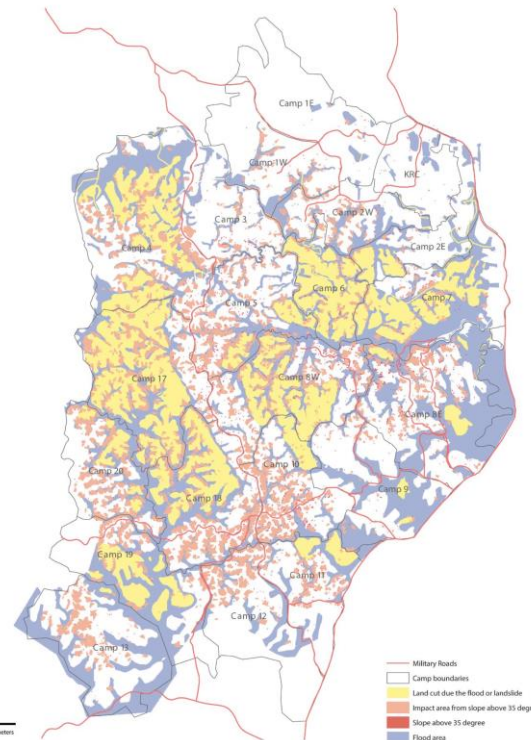 Camp 1E
Camp 1W
KRC
Camp 2W
Camp 3
Camp 2E
Camp 4
Camp 6
Camp 7
Camp 5
Camp 17
Camp 8W
Camp 8E
Camp 20
Camp 10
Camp 9
Camp 18
Camp 19
Camp 11
Camp 12
Camp 13
Military Roads
Camp boundaries
Land cut due the flood or landslide
Impact area from slope above 35 degr
Slope above 35 degree
Flood area
eters